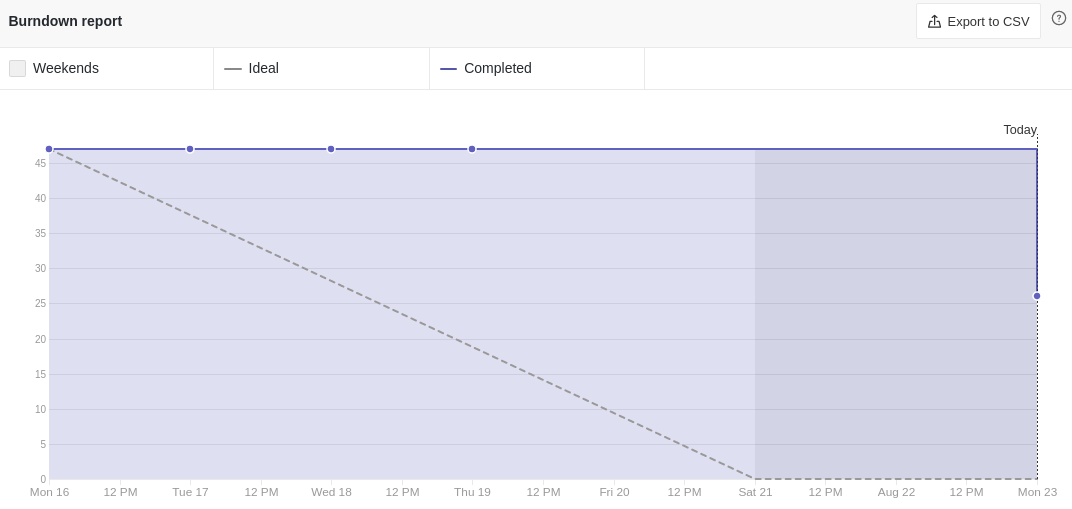 Burndown report
Export to CSV
Weekends
Ideal
Completed
Today
45
40
35
30
25
20
15
10
5
0
Mon 16 12 PM Tue 17 12 PM Wed 18 12 PM Thu 19 12 PM Fri 20 12 PM Sat 21 12 PM Aug 22 12 PM Mon 23